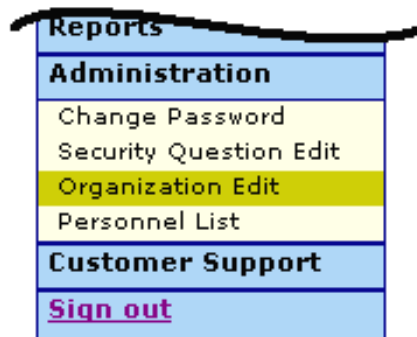 Reports
Administration
Change Password
Security Question Edit
Organization Edit
Personnel List
Customer Support
Sign out